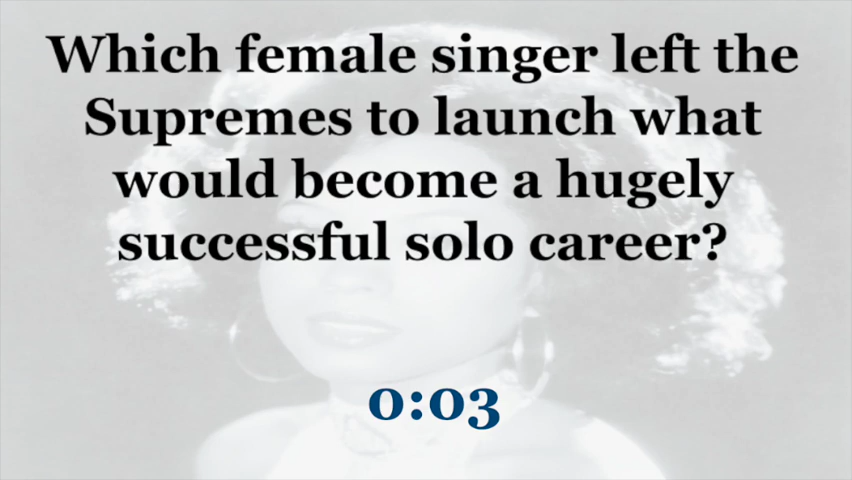 Which female singer left the
Supremes to launch what
would become a hugely
successful solo career?
0:03